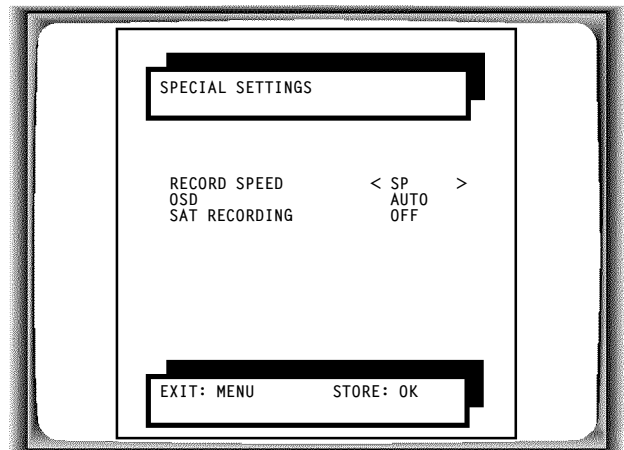 SPECIAL SETTINGS
RECORD SPEED < SP >
OSD AUTO
SAT RECORDING OFF
EXIT: MENU STORE: OK